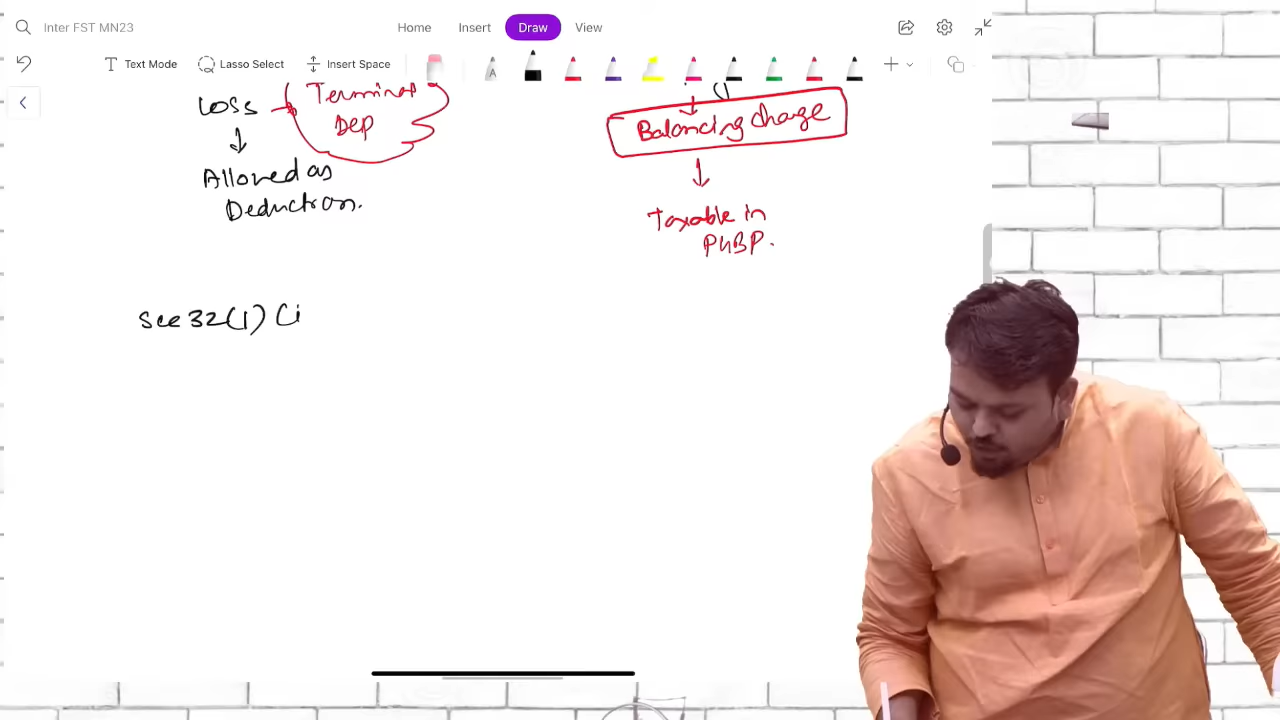 Inter FST MN23
Home Insert Draw View
Text Mode Lasso Select Insert Space
Loss → Terminal
Dep
Allowed as
Deduction.
Balancing charge
Taxable in
PGBP.
Sec 32(1) (i